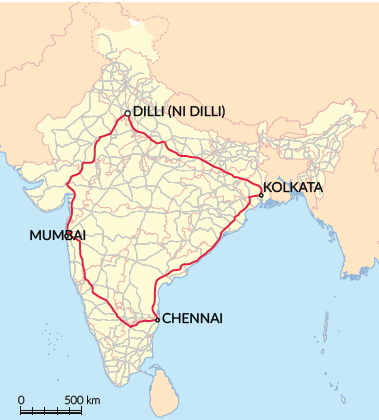 DILLI (NI DILLI)
KOLKATA
MUMBAI
CHENNAI
0 500 km